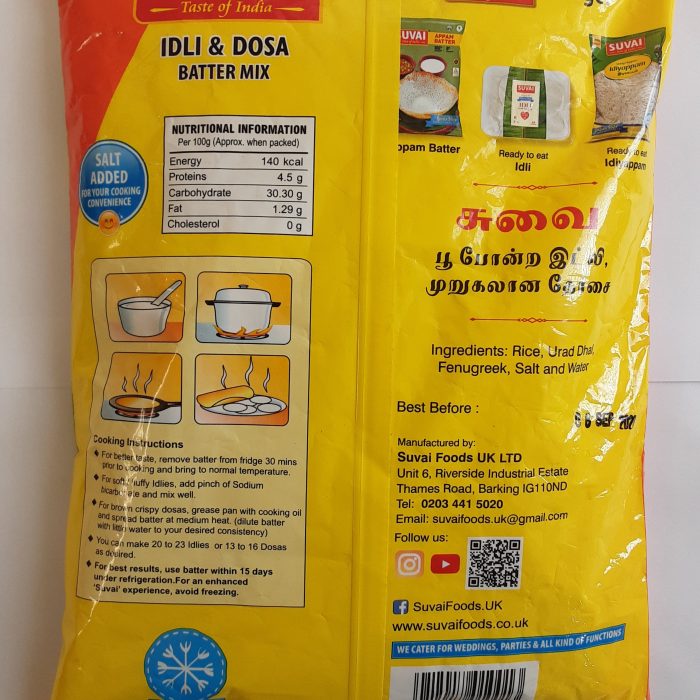 Taste of India
IDLI & DOSA
BATTER MIX
NUTRITIONAL INFORMATION
Per 100g (Approx. when packed)
Energy 140 kcal
Proteins 4.5 g
Carbohydrate 30.30 g
Fat 1.29 g
Cholesterol 0 g
SALT
ADDED
FOR YOUR COOKING
CONVENIENCE
Cooking Instructions
For better taste, remove batter from fridge 30 mins
prior to cooking and bring to normal temperature.
For soft fluffy Idlies, add pinch of Sodium
bicarbonate and mix well.
For brown crispy dosas, grease pan with cooking oil
and spread batter at medium heat. (dilute batter
with little water to your desired consistency)
You can make 20 to 23 Idlies or 13 to 16 Dosas
as desired.
For best results, use batter within 15 days
under refrigeration.For an enhanced
'Suvai' experience, avoid freezing.
SUVAI
APPAM
BATTER
SUVAI
IDLI
SUVAI
Idiyappam
ppam Batter
Ready to eat
Idli
Ready to eat
Idiyappam
சுவை
பூ போன்ற இட்லி,
முறுகலான தோசை
Ingredients: Rice, Urad Dhal,
Fenugreek, Salt and Water
Best Before :
SEP
Manufactured by:
Suvai Foods UK LTD
Unit 6, Riverside Industrial Estate
Thames Road, Barking IG110ND
Tel: 0203 441 5020
Email: suvaifoods.uk@gmail.com
Follow us:
SuvaiFoods.UK
www.suvaifoods.co.uk
WE CATER FOR WEDDINGS, PARTIES & ALL KIND OF FUNCTIONS